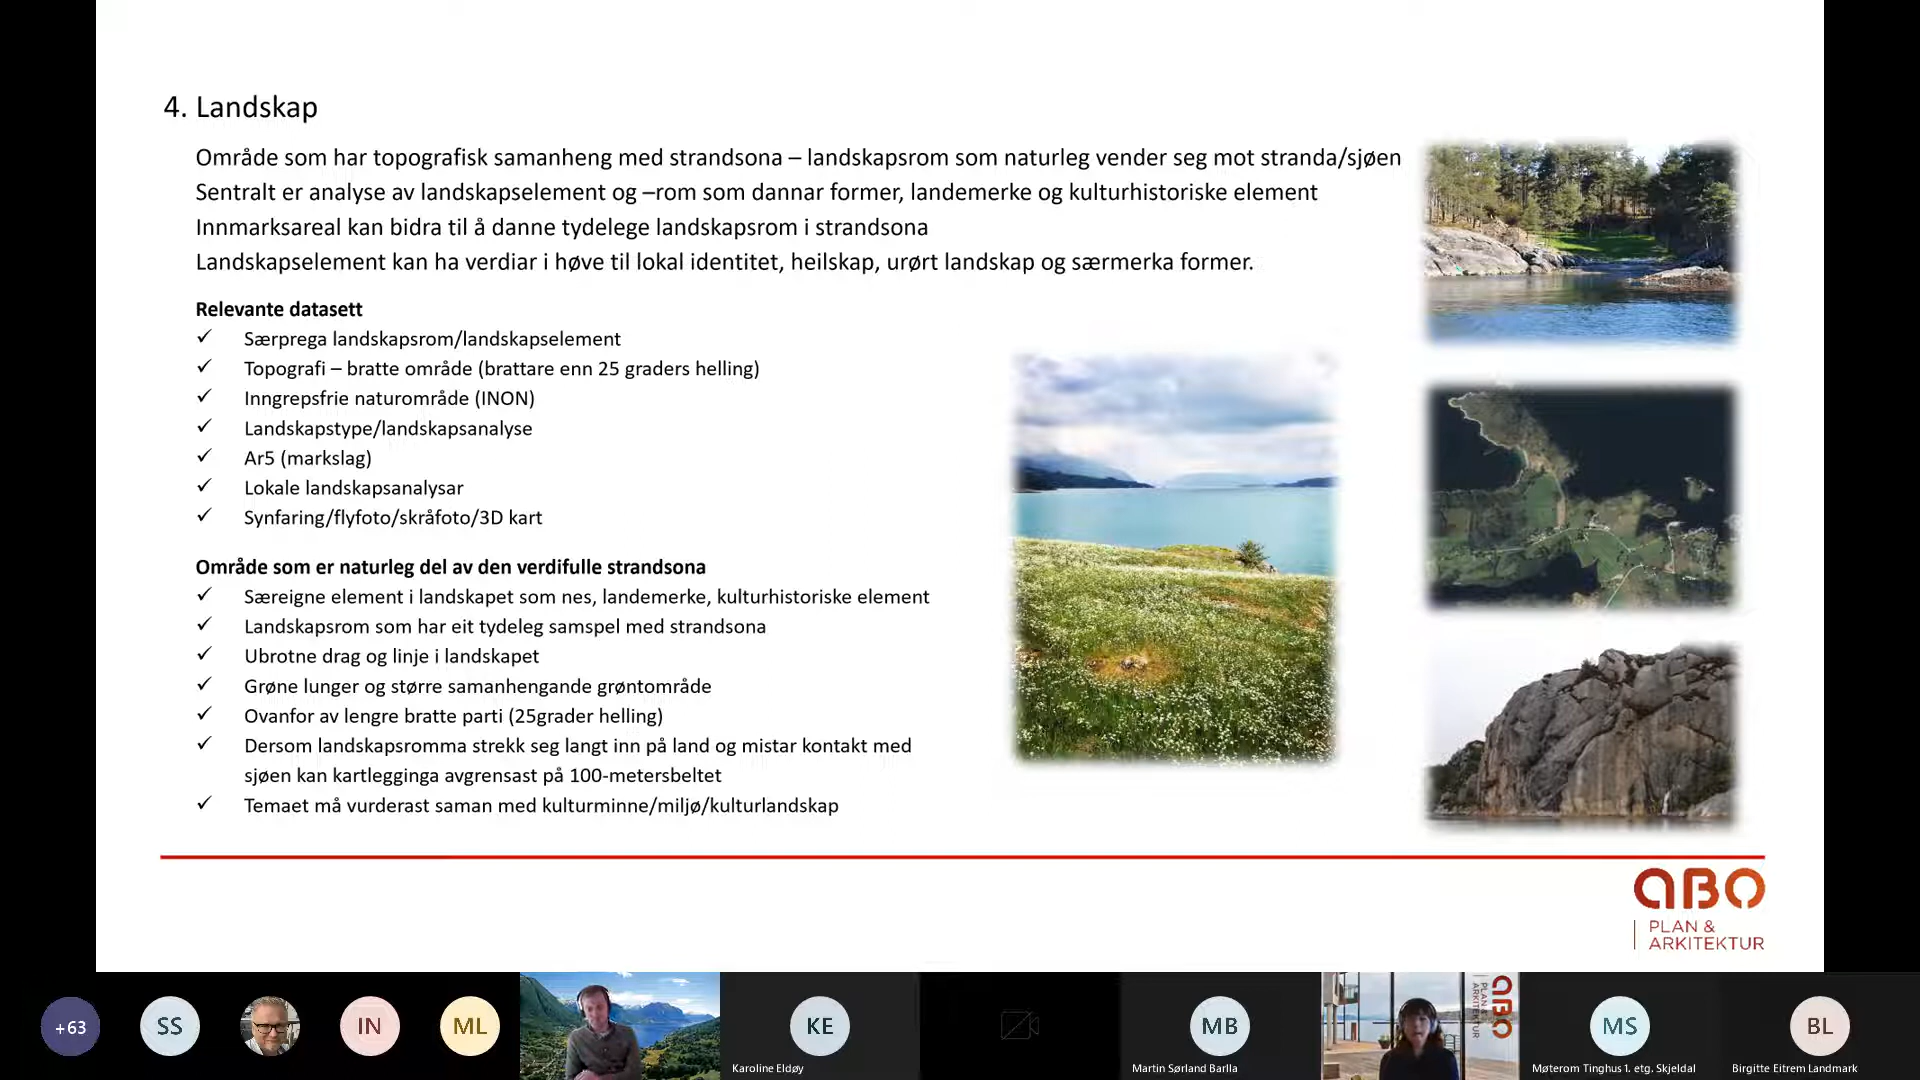 4. Landskap
Område som har topografisk samanheng med strandsona – landskapsrom som naturleg vender seg mot stranda/sjøen
Sentralt er analyse av landskapselement og –rom som dannar former, landemerke og kulturhistoriske element
Innmarksareal kan bidra til å danne tydelege landskapsrom i strandsona
Landskapselement kan ha verdiar i høve til lokal identitet, heilskap, urørt landskap og særmerka former.
Relevante datasett
✓ Særprega landskapsrom/landskapselement
✓ Topografi – bratte område (brattare enn 25 graders helling)
✓ Inngrepsfrie naturområde (INON)
✓ Landskapstype/landskapsanalyse
✓ Ar5 (markslag)
✓ Lokale landskapsanalysar
✓ Synfaring/flyfoto/skråfoto/3D kart
Område som er naturleg del av den verdifulle strandsona
✓ Særeigne element i landskapet som nes, landemerke, kulturhistoriske element
✓ Landskapsrom som har eit tydeleg samspel med strandsona
✓ Ubrotne drag og linje i landskapet
✓ Grøne lunger og større samanhengande grøntområde
✓ Ovanfor av lengre bratte parti (25grader helling)
✓ Dersom landskapsromma strekk seg langt inn på land og mistar kontakt med
sjøen kan kartlegginga avgrensast på 100-metersbeltet
✓ Temaet må vurderast saman med kulturminne/miljø/kulturlandskap
ABO
PLAN &
ARKITEKTUR
+63
SS
IN
ML
KE
Karoline Eldøy
MB
Martin Sørland Barlla
ABO
PLAN &
ARKITEKTUR
MS
Møterom Tinghus 1. etg. Skjeldal
BL
Birgitte Eitrem Landmark